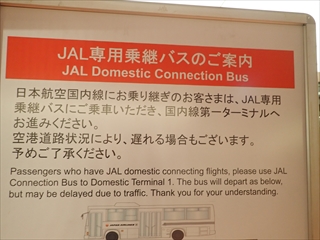 JAL専用乗継バスのご案内
JAL Domestic Connection Bus
日本航空国内線にお乗り継ぎのお客さまは、JAL専用
乗継バスにご乗車いただき、国内線第一ターミナルへ
お進みください。
空港道路状況により、遅れる場合もございます。
予めご了承ください。
Passengers who have JAL domestic connecting flights, please use JAL
Connection Bus to Domestic Terminal 1. The bus will depart as below,
but may be delayed due to traffic. Thank you for your understanding.